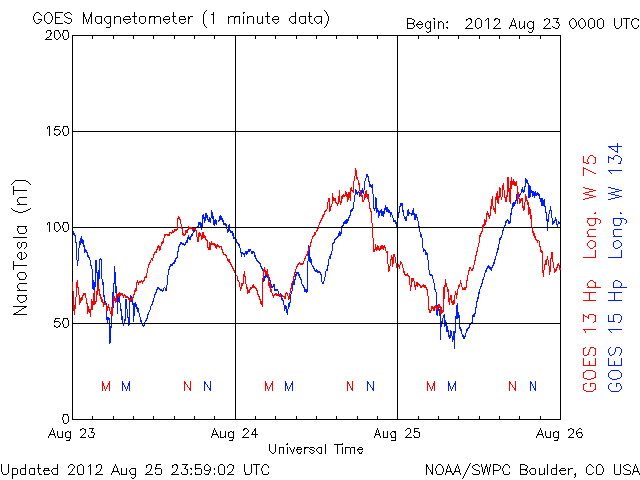 GOES Magnetometer (1 minute data)
Begin: 2012 Aug 23 0000 UTC
200
150
100
50
0
NanoTesla (nT)
M M N N M M N N M M N N
Aug 23 Aug 24 Aug 25 Aug 26
Universal Time
GOES 13 Hp Long. W 75
GOES 15 Hp Long. W 134
Updated 2012 Aug 25 23:59:02 UTC
NOAA/SWPC Boulder, CO USA